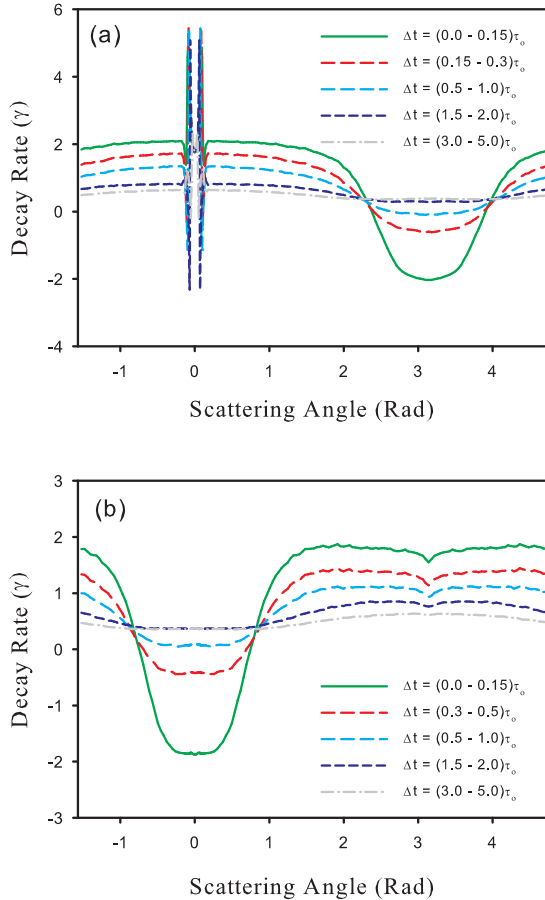 6
(a)
Δt = (0.0 - 0.15)τo
Δt = (0.15 - 0.3)τo
4
Δt = (0.5 - 1.0)τo
Δt = (1.5 - 2.0)τo
Δt = (3.0 - 5.0)τo
2
0
-2
-4
Decay Rate (γ)
-1 0 1 2 3 4
Scattering Angle (Rad)
3
(b)
2
1
0
-1
Δt = (0.0 - 0.15)τo
Δt = (0.3 - 0.5)τo
Δt = (0.5 - 1.0)τo
-2
Δt = (1.5 - 2.0)τo
Δt = (3.0 - 5.0)τo
-3
Decay Rate (γ)
-1 0 1 2 3 4
Scattering Angle (Rad)